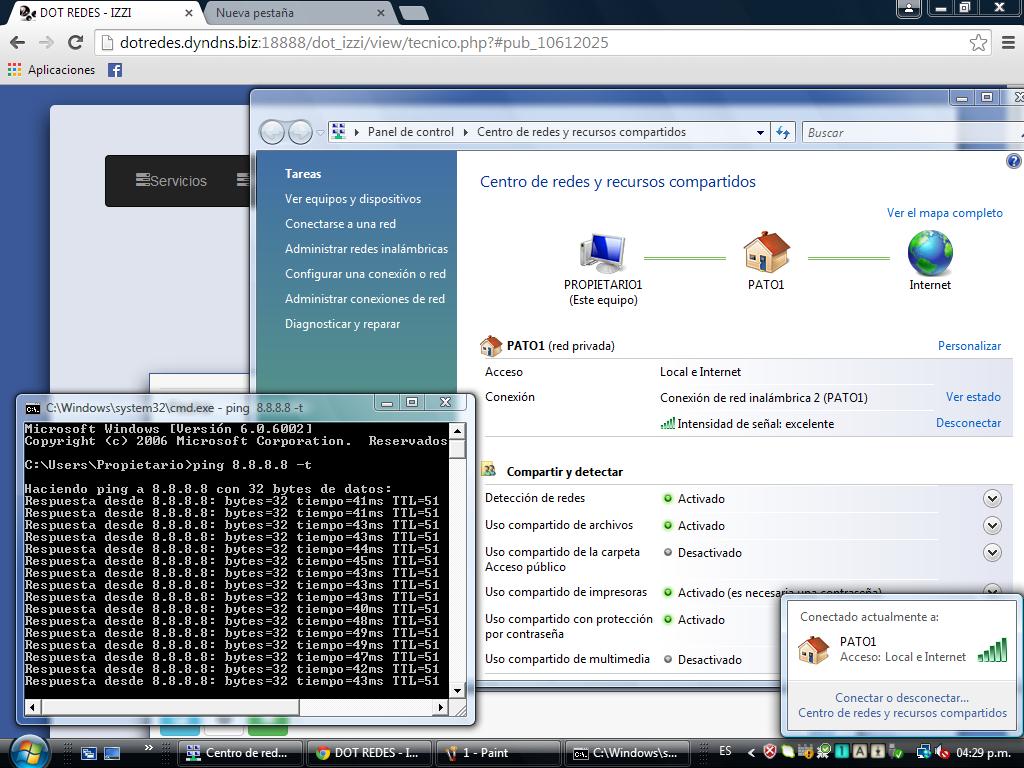 DOT REDES - IZZI
Nueva pestaña
dotredes.dyndns.biz:18888/dot_izzi/view/tecnico.php?#pub_10612025
Aplicaciones
Servicios
Panel de control
Centro de redes y recursos compartidos
Buscar
Tareas
Ver equipos y dispositivos
Conectarse a una red
Administrar redes inalámbricas
Configurar una conexión o red
Administrar conexiones de red
Diagnosticar y reparar
Centro de redes y recursos compartidos
Ver el mapa completo
PROPIETARIO1
(Este equipo)
PATO1
Internet
PATO1 (red privada)
Personalizar
Acceso
Local e Internet
Conexión
Conexión de red inalámbrica 2 (PATO1)
Ver estado
Intensidad de señal: excelente
Desconectar
Compartir y detectar
Detección de redes
Activado
Uso compartido de archivos
Activado
Uso compartido de la carpeta
Acceso público
Desactivado
Uso compartido de impresoras
Activado (es necesaria una contraseña)
Uso compartido con protección
por contraseña
Activado
Uso compartido de multimedia
Desactivado
C:\Windows\system32\cmd.exe - ping 8.8.8.8 -t
Microsoft Windows [Versión 6.0.6002]
Copyright (c) 2006 Microsoft Corporation. Reservados
C:\Users\Propietario>ping 8.8.8.8 -t
Haciendo ping a 8.8.8.8 con 32 bytes de datos:
Respuesta desde 8.8.8.8: bytes=32 tiempo=41ms TTL=51
Respuesta desde 8.8.8.8: bytes=32 tiempo=41ms TTL=51
Respuesta desde 8.8.8.8: bytes=32 tiempo=43ms TTL=51
Respuesta desde 8.8.8.8: bytes=32 tiempo=43ms TTL=51
Respuesta desde 8.8.8.8: bytes=32 tiempo=44ms TTL=51
Respuesta desde 8.8.8.8: bytes=32 tiempo=45ms TTL=51
Respuesta desde 8.8.8.8: bytes=32 tiempo=43ms TTL=51
Respuesta desde 8.8.8.8: bytes=32 tiempo=43ms TTL=51
Respuesta desde 8.8.8.8: bytes=32 tiempo=43ms TTL=51
Respuesta desde 8.8.8.8: bytes=32 tiempo=40ms TTL=51
Respuesta desde 8.8.8.8: bytes=32 tiempo=48ms TTL=51
Respuesta desde 8.8.8.8: bytes=32 tiempo=49ms TTL=51
Respuesta desde 8.8.8.8: bytes=32 tiempo=49ms TTL=51
Respuesta desde 8.8.8.8: bytes=32 tiempo=47ms TTL=51
Respuesta desde 8.8.8.8: bytes=32 tiempo=42ms TTL=51
Respuesta desde 8.8.8.8: bytes=32 tiempo=43ms TTL=51
Conectado actualmente a:
PATO1
Acceso: Local e Internet
Conectar o desconectar...
Centro de redes y recursos compartidos
Centro de red...
DOT REDES - I...
1 - Paint
C:\Windows\s...
ES
04:29 p.m.